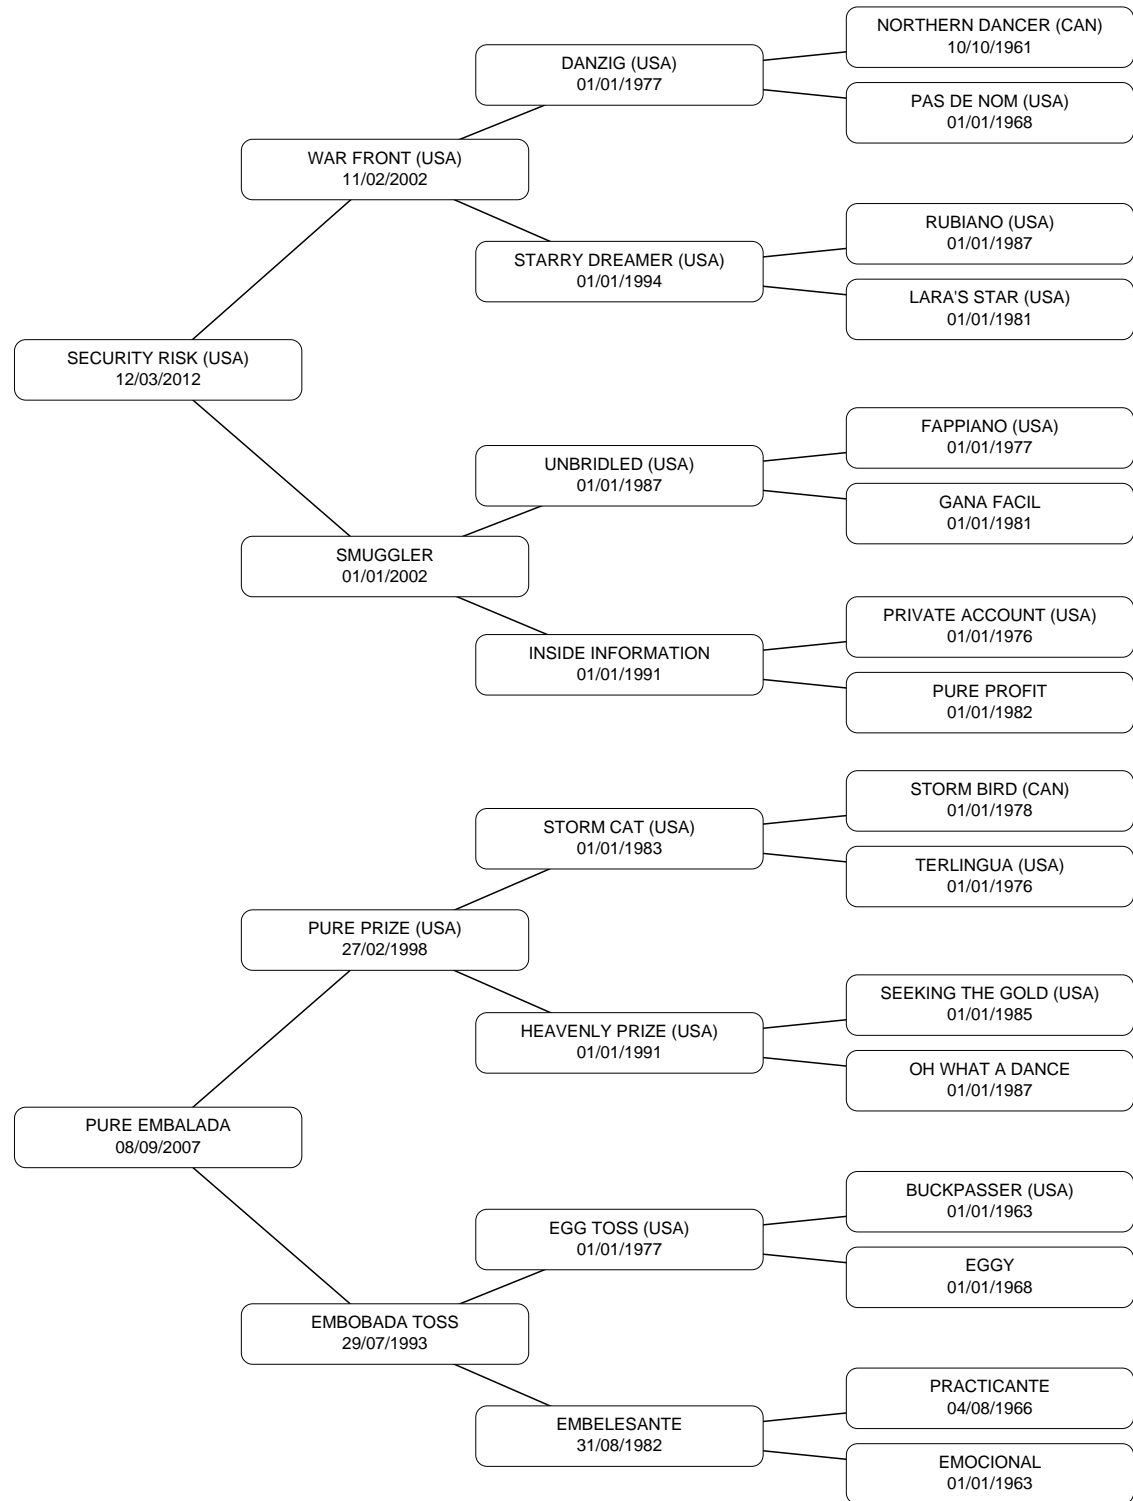 NORTHERN DANCER (CAN)
10/10/1961
DANZIG (USA)
01/01/1977
PAS DE NOM (USA)
01/01/1968
WAR FRONT (USA)
11/02/2002
RUBIANO (USA)
01/01/1987
STARRY DREAMER (USA)
01/01/1994
LARA'S STAR (USA)
01/01/1981
SECURITY RISK (USA)
12/03/2012
FAPPIANO (USA)
01/01/1977
UNBRIDLED (USA)
01/01/1987
GANA FACIL
01/01/1981
SMUGGLER
01/01/2002
PRIVATE ACCOUNT (USA)
01/01/1976
INSIDE INFORMATION
01/01/1991
PURE PROFIT
01/01/1982
STORM BIRD (CAN)
01/01/1978
STORM CAT (USA)
01/01/1983
TERLINGUA (USA)
01/01/1976
PURE PRIZE (USA)
27/02/1998
SEEKING THE GOLD (USA)
01/01/1985
HEAVENLY PRIZE (USA)
01/01/1991
OH WHAT A DANCE
01/01/1987
PURE EMBALADA
08/09/2007
BUCKPASSER (USA)
01/01/1963
EGG TOSS (USA)
01/01/1977
EGGY
01/01/1968
EMBOBADA TOSS
29/07/1993
PRACTICANTE
04/08/1966
EMBELESANTE
31/08/1982
EMOCIONAL
01/01/1963